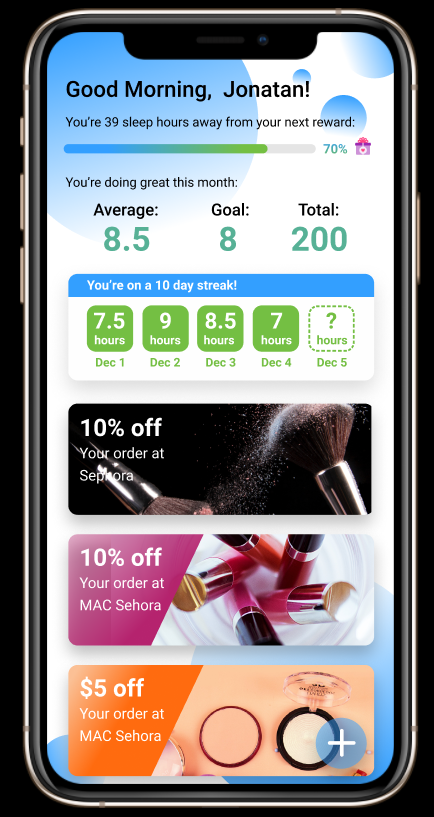 Good Morning, Jonatan!
You're 39 sleep hours away from your next reward:
70%
You're doing great this month:
Average: Goal: Total:
8.5 8 200
You're on a 10 day streak!
7.5 9 8.5 7 ?
hours hours hours hours hours
Dec 1 Dec 2 Dec 3 Dec 4 Dec 5
10% off
Your order at
Sephora
10% off
Your order at
MAC Sehora
$5 off
Your order at
MAC Sehora